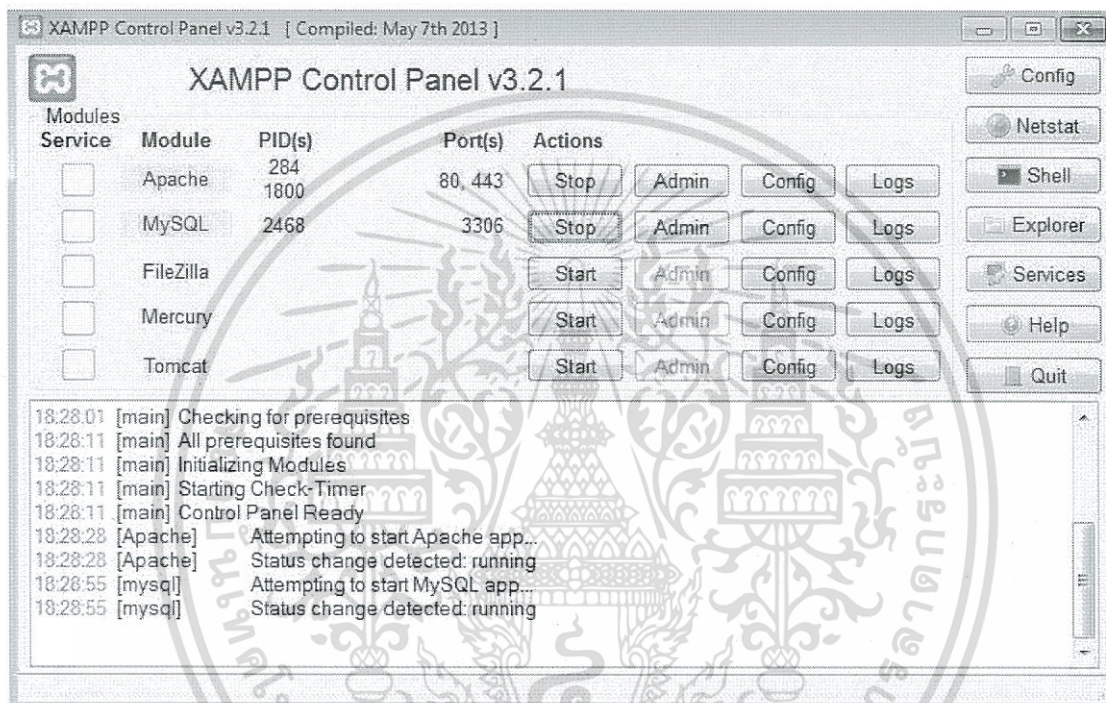 XAMPP Control Panel v3.2.1 [ Compiled: May 7th 2013 ]
XAMPP Control Panel v3.2.1
Config
Modules
Service Module PID(s) Port(s) Actions
Netstat
Apache 284 1800 80, 443 Stop Admin Config Logs
Shell
MySQL 2468 3306 Stop Admin Config Logs
Explorer
FileZilla Start Admin Config Logs
Services
Mercury Start Admin Config Logs
Help
Tomcat Start Admin Config Logs
Quit
18:28:01 [main] Checking for prerequisites
18:28:11 [main] All prerequisites found
18:28:11 [main] Initializing Modules
18:28:11 [main] Starting Check-Timer
18:28:11 [main] Control Panel Ready
18:28:28 [Apache] Attempting to start Apache app...
18:28:28 [Apache] Status change detected: running
18:28:55 [mysql] Attempting to start MySQL app...
18:28:55 [mysql] Status change detected: running